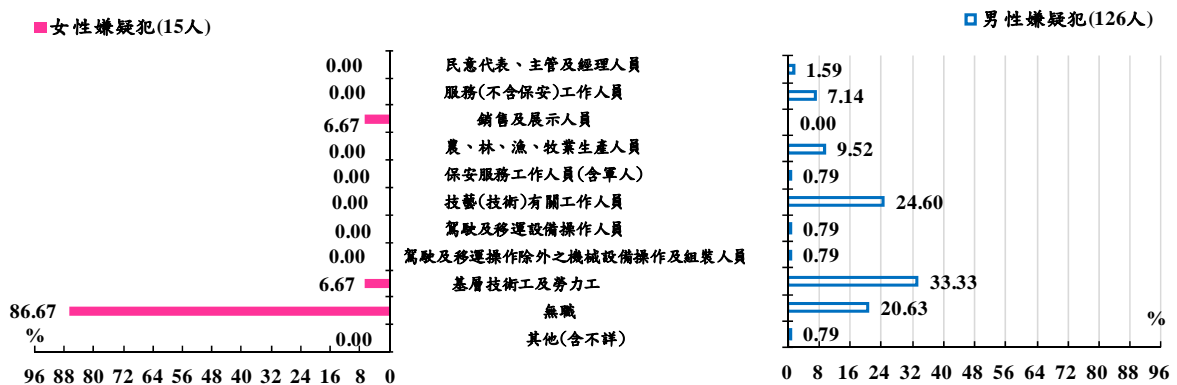 女性嫌疑犯(15人)
男性嫌疑犯(126人)
0.00 民意代表、主管及經理人員 1.59
0.00 服務(不含保安)工作人員 7.14
6.67 銷售及展示人員 0.00
0.00 農、林、漁、牧業生產人員 9.52
0.00 保安服務工作人員(含軍人) 0.79
0.00 技藝(技術)有關工作人員 24.60
0.00 駕駛及移運設備操作人員 0.79
0.00 駕駛及移運操作除外之機械設備操作及組裝人員 0.79
6.67 基層技術工及勞力工 33.33
86.67 無職 20.63
% 0.00 其他(含不詳) 0.79 %
96 88 80 72 64 56 48 40 32 24 16 8 0
0 8 16 24 32 40 48 56 64 72 80 88 96